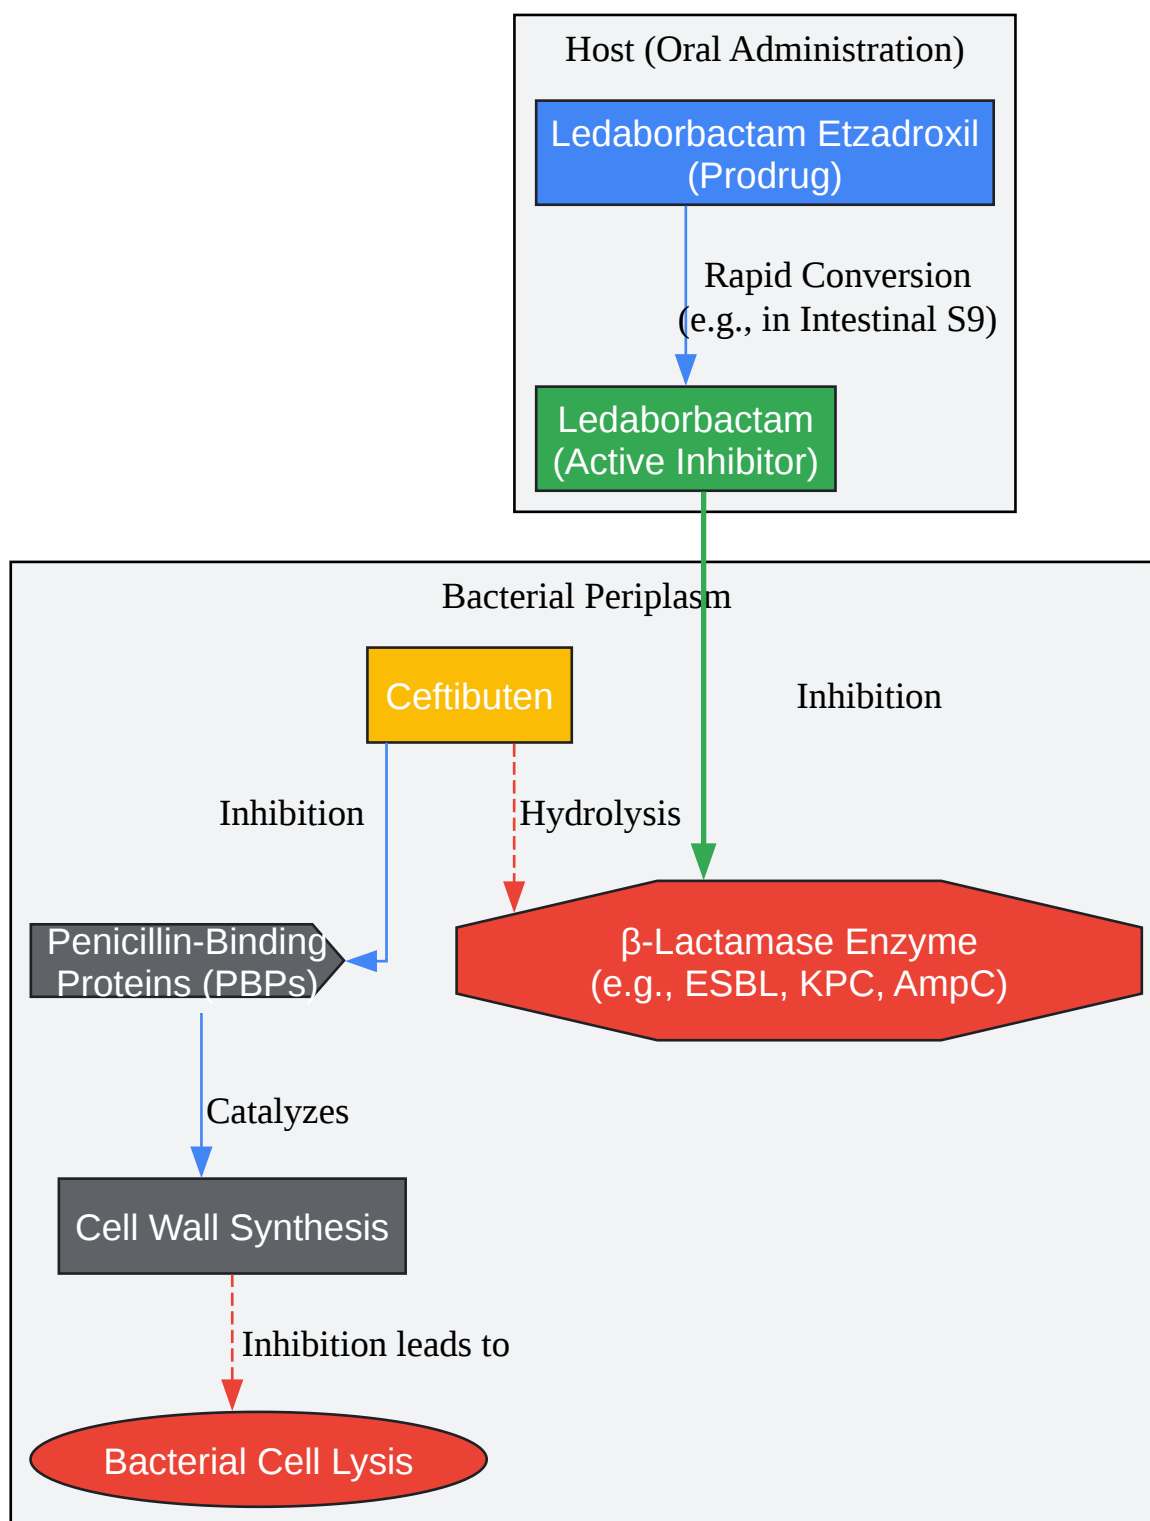 Host (Oral Administration)
Ledaborbactam Etzadroxil
(Prodrug)
Rapid Conversion
(e.g., in Intestinal S9)
Ledaborbactam
(Active Inhibitor)
Bacterial Periplasm
Ceftibuten
Inhibition
Inhibition
Hydrolysis
Penicillin-Binding
Proteins (PBPs)
β-Lactamase Enzyme
(e.g., ESBL, KPC, AmpC)
Catalyzes
Cell Wall Synthesis
Inhibition leads to
Bacterial Cell Lysis